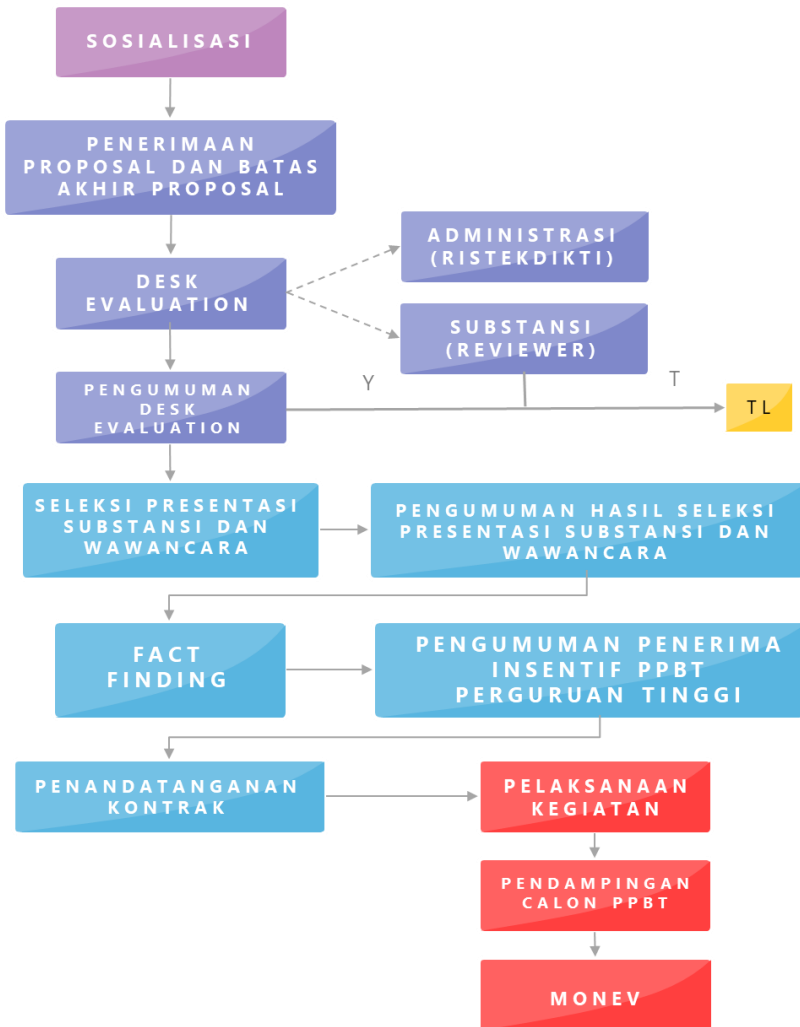 SOSIALISASI
PENERIMAAN
PROPOSAL DAN BATAS
AKHIR PROPOSAL
DESK
EVALUATION
ADMINISTRASI
(RISTEKDIKTI)
SUBSTANSI
(REVIEWER)
PENGUMUMAN
DESK
EVALUATION
Y
T
TL
SELEKSI PRESENTASI
SUBSTANSI DAN
WAWANCARA
PENGUMUMAN HASIL SELEKSI
PRESENTASI SUBSTANSI DAN
WAWANCARA
FACT
FINDING
PENGUMUMAN PENERIMA
INSENTIF PPBT
PERGURUAN TINGGI
PENANDATANGANAN
KONTRAK
PELAKSANAAN
KEGIATAN
PENDAMPINGAN
CALON PPBT
MONEV